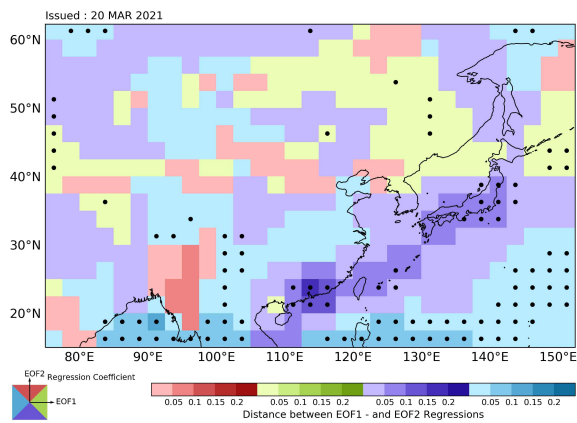 Issued : 20 MAR 2021
60°N
50°N
40°N
30°N
20°N
80°E 90°E 100°E 110°E 120°E 130°E 140°E 150°E
EOF2 Regression Coefficient
EOF1
0.05 0.1 0.15 0.2 0.05 0.1 0.15 0.2 0.05 0.1 0.15 0.2 0.05 0.1 0.15 0.2
Distance between EOF1 - and EOF2 Regressions